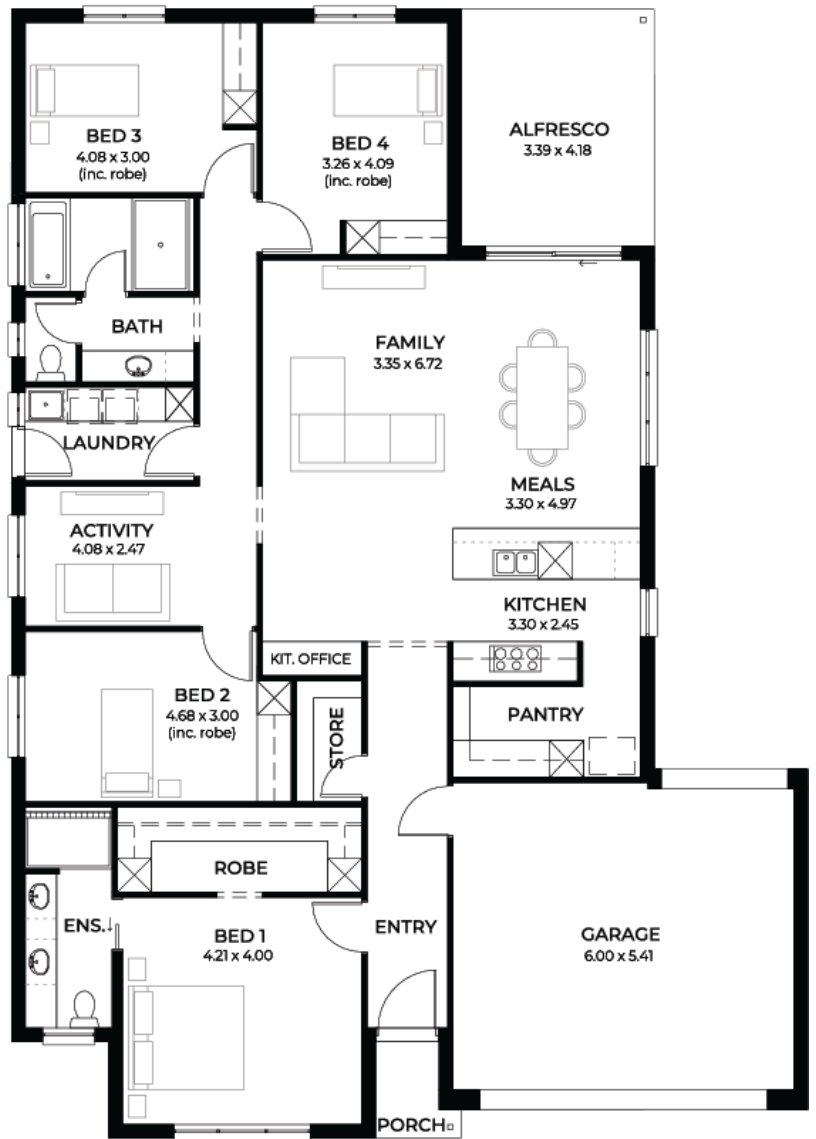 BED 3
4.08 x 3.00
(inc. robe)
BED 4
3.26 x 4.09
(inc. robe)
ALFRESCO
3.39 x 4.18
BATH
FAMILY
3.35 x 6.72
LAUNDRY
MEALS
3.30 x 4.97
ACTIVITY
4.08 x 2.47
KITCHEN
3.30 x 2.45
KIT. OFFICE
BED 2
4.68 x 3.00
(inc. robe)
STORE
PANTRY
ROBE
ENS.
BED 1
4.21 x 4.00
ENTRY
GARAGE
6.00 x 5.41
PORCH